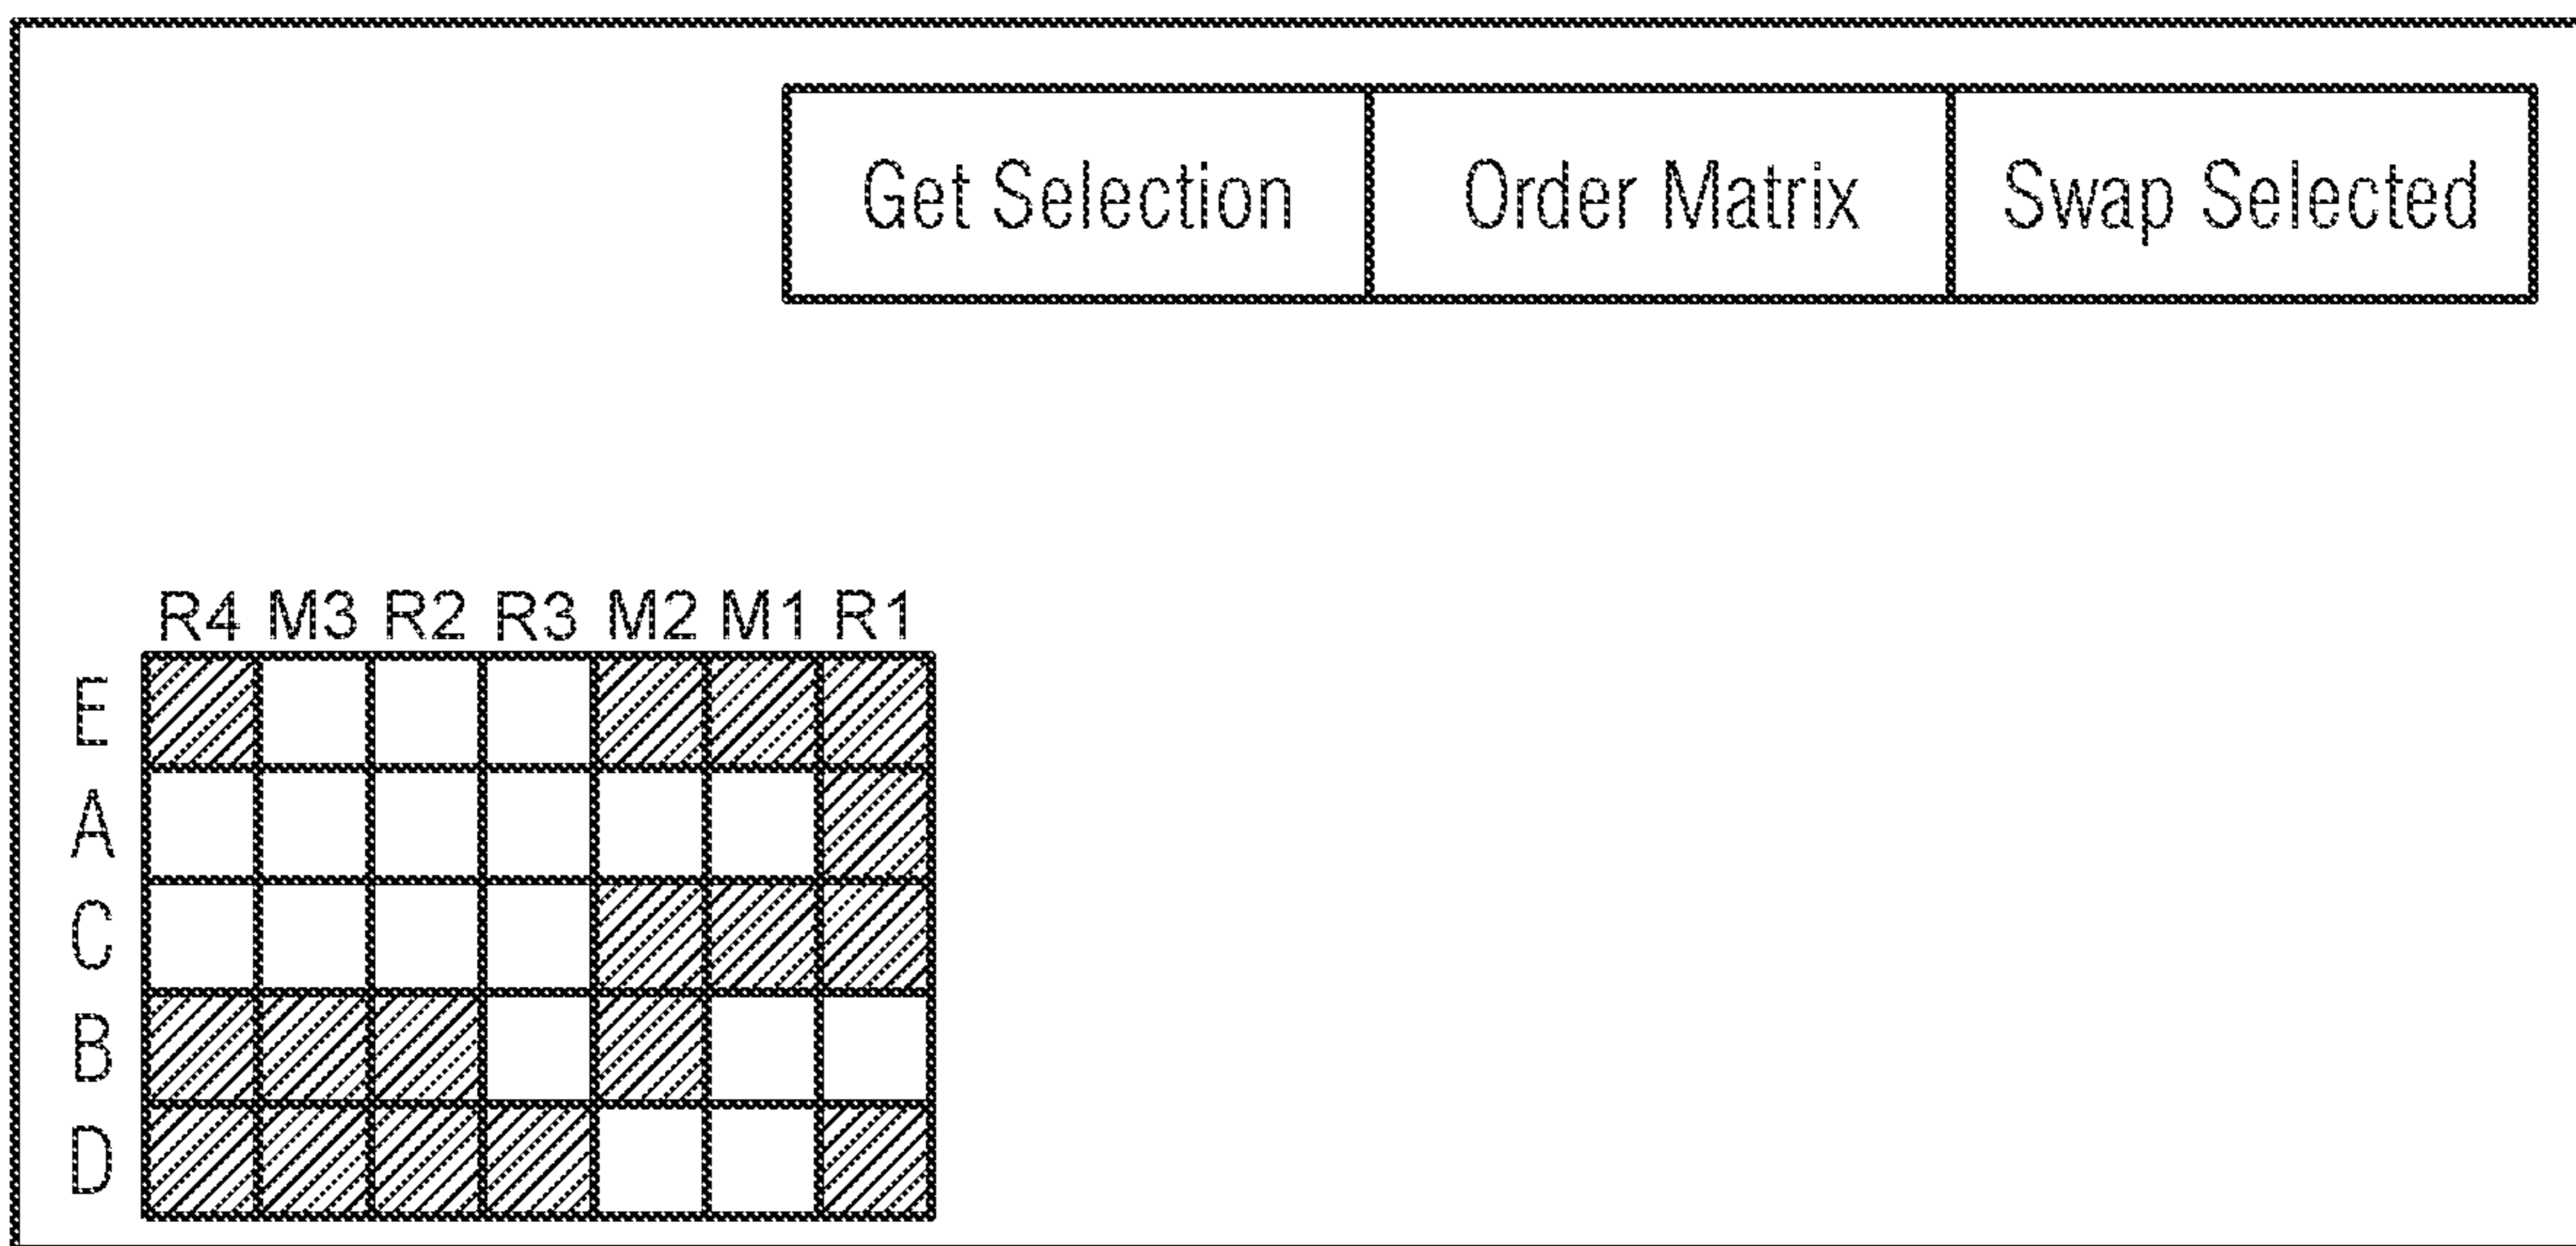 Get Selection Order Matrix Swap Selected
R4 M3 R2 R3 M2 M1 R1
E
A
C
B
D